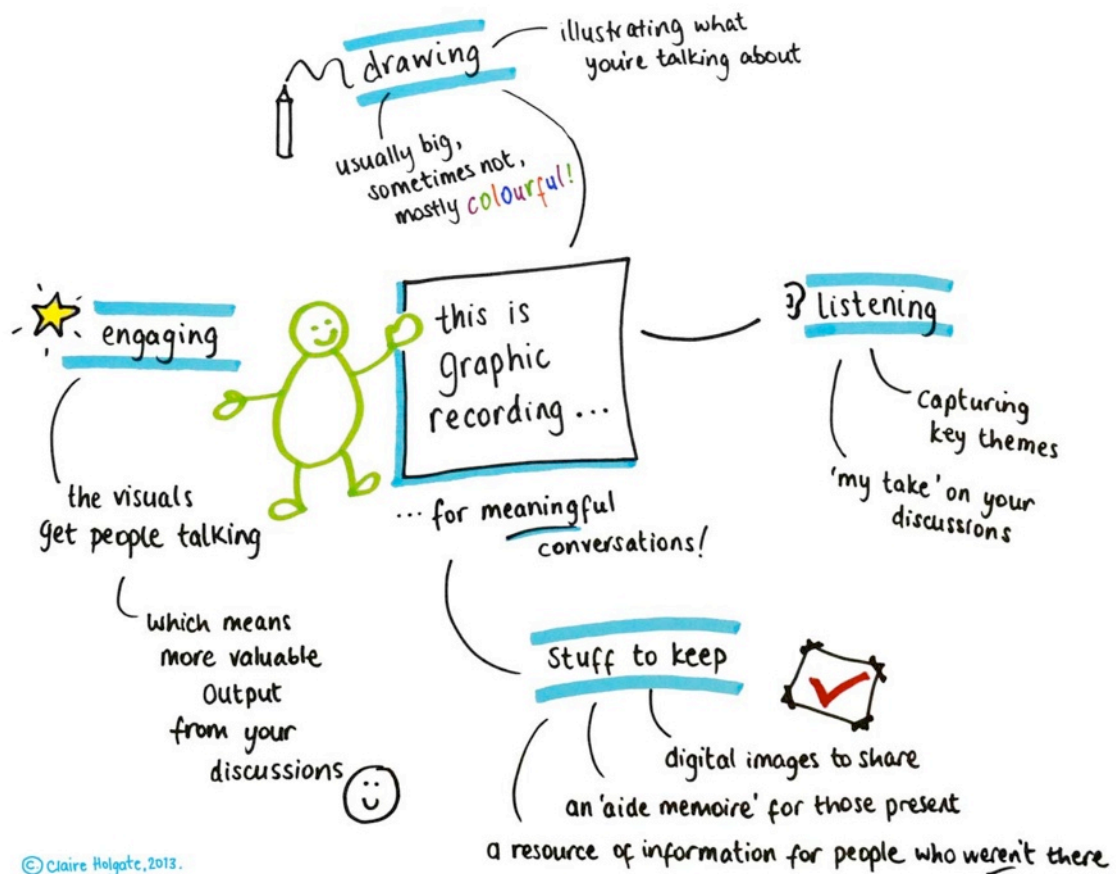 drawing
illustrating what
you're talking about
usually big,
sometimes not,
mostly colourful!
engaging
the visuals
get people talking
which means
more valuable
output
from your
discussions
this is
graphic
recording ...
... for meaningful
conversations!
listening
capturing
key themes
'my take' on your
discussions
stuff to keep
digital images to share
an 'aide memoire' for those present
a resource of information for people who weren't there
© Claire Holgate, 2013.